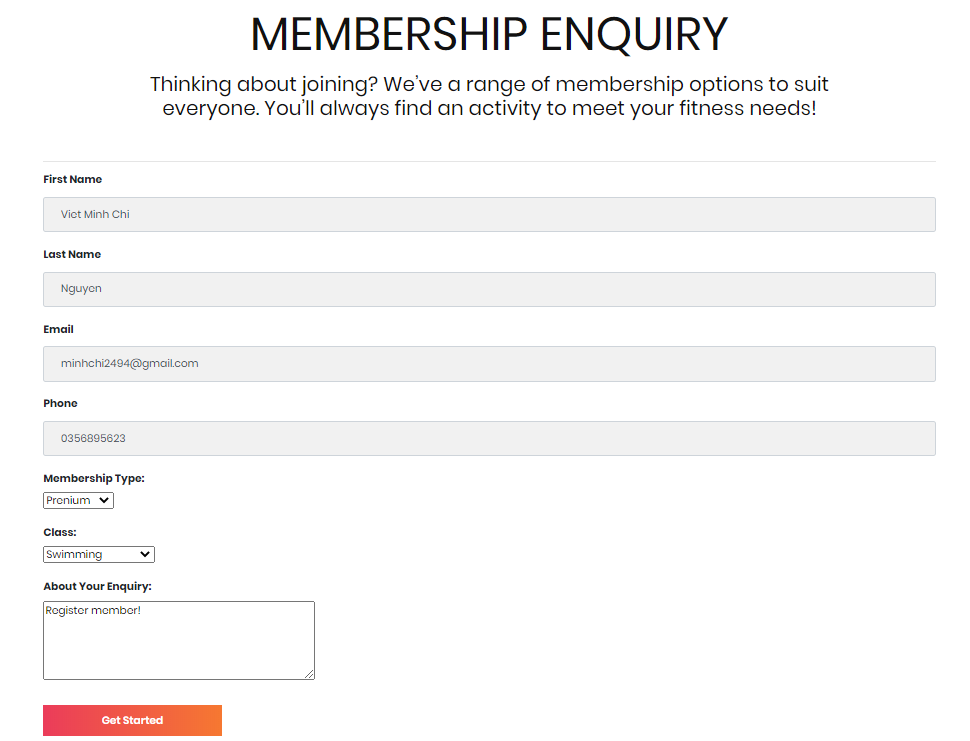 MEMBERSHIP ENQUIRY
Thinking about joining? We've a range of membership options to suit
everyone. You'll always find an activity to meet your fitness needs!
First Name
Viet Minh Chi
Last Name
Nguyen
Email
minhchi2494@gmail.com
Phone
0356895623
Membership Type:
Prenium
Class:
Swimming
About Your Enquiry:
Register member!
Get Started